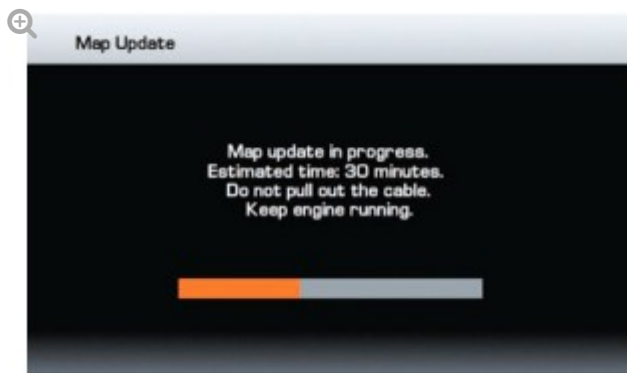 Map Update
Map update in progress.
Estimated time: 30 minutes.
Do not pull out the cable.
Keep engine running.